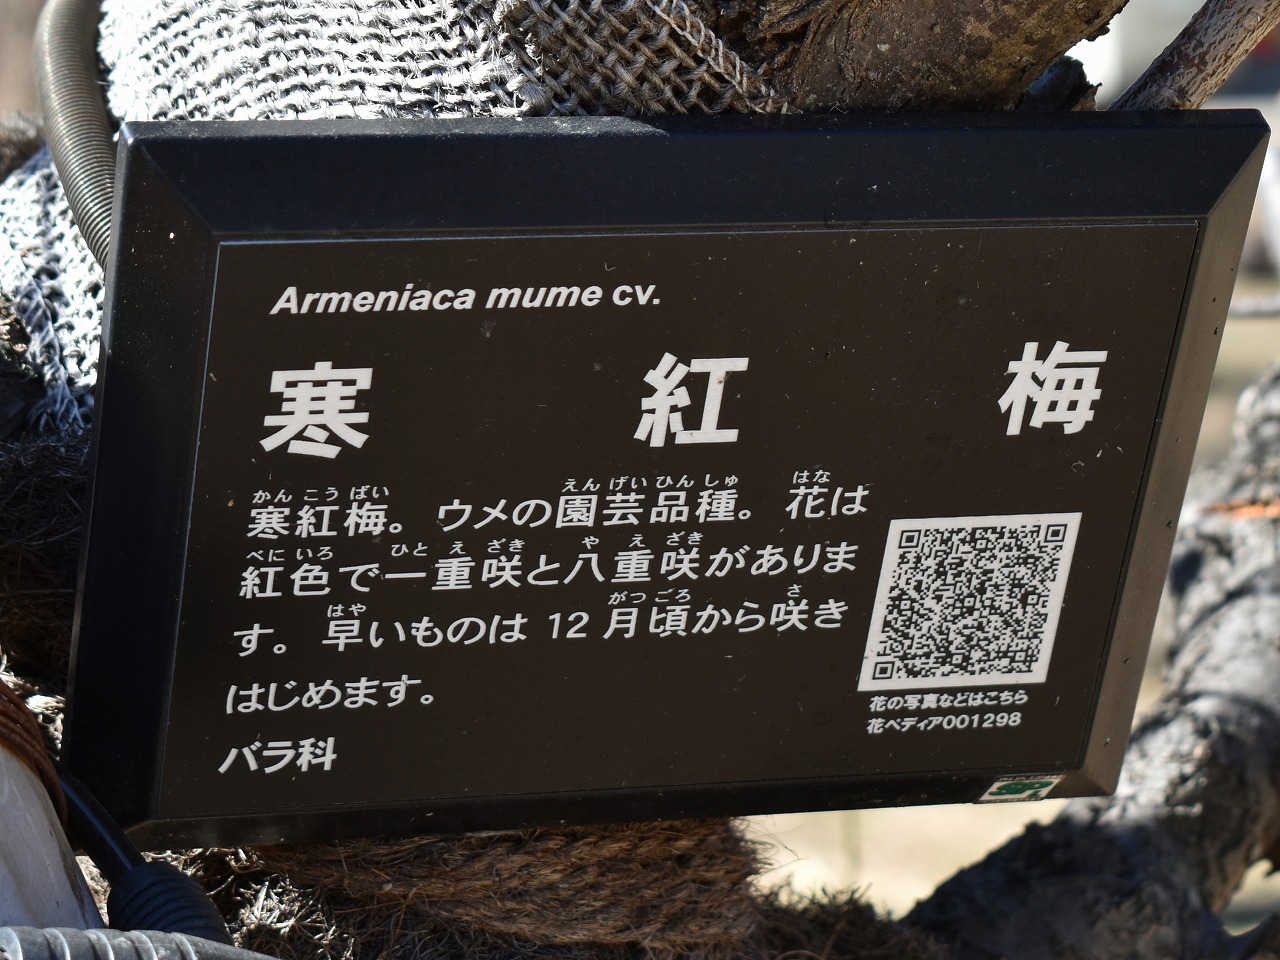 Armeniaca mume cv.
寒 紅 梅
かん こう ばい えん げい ひん しゅ はな
寒紅梅。ウメの園芸品種。花は
べに いろ ひと え ざき や え ざき
紅色で一重咲と八重咲がありま
はや がつ ごろ さ
す。早いものは 12 月頃から咲き
はじめます。
バラ科
花の写真などはこちら
花ペディア001298